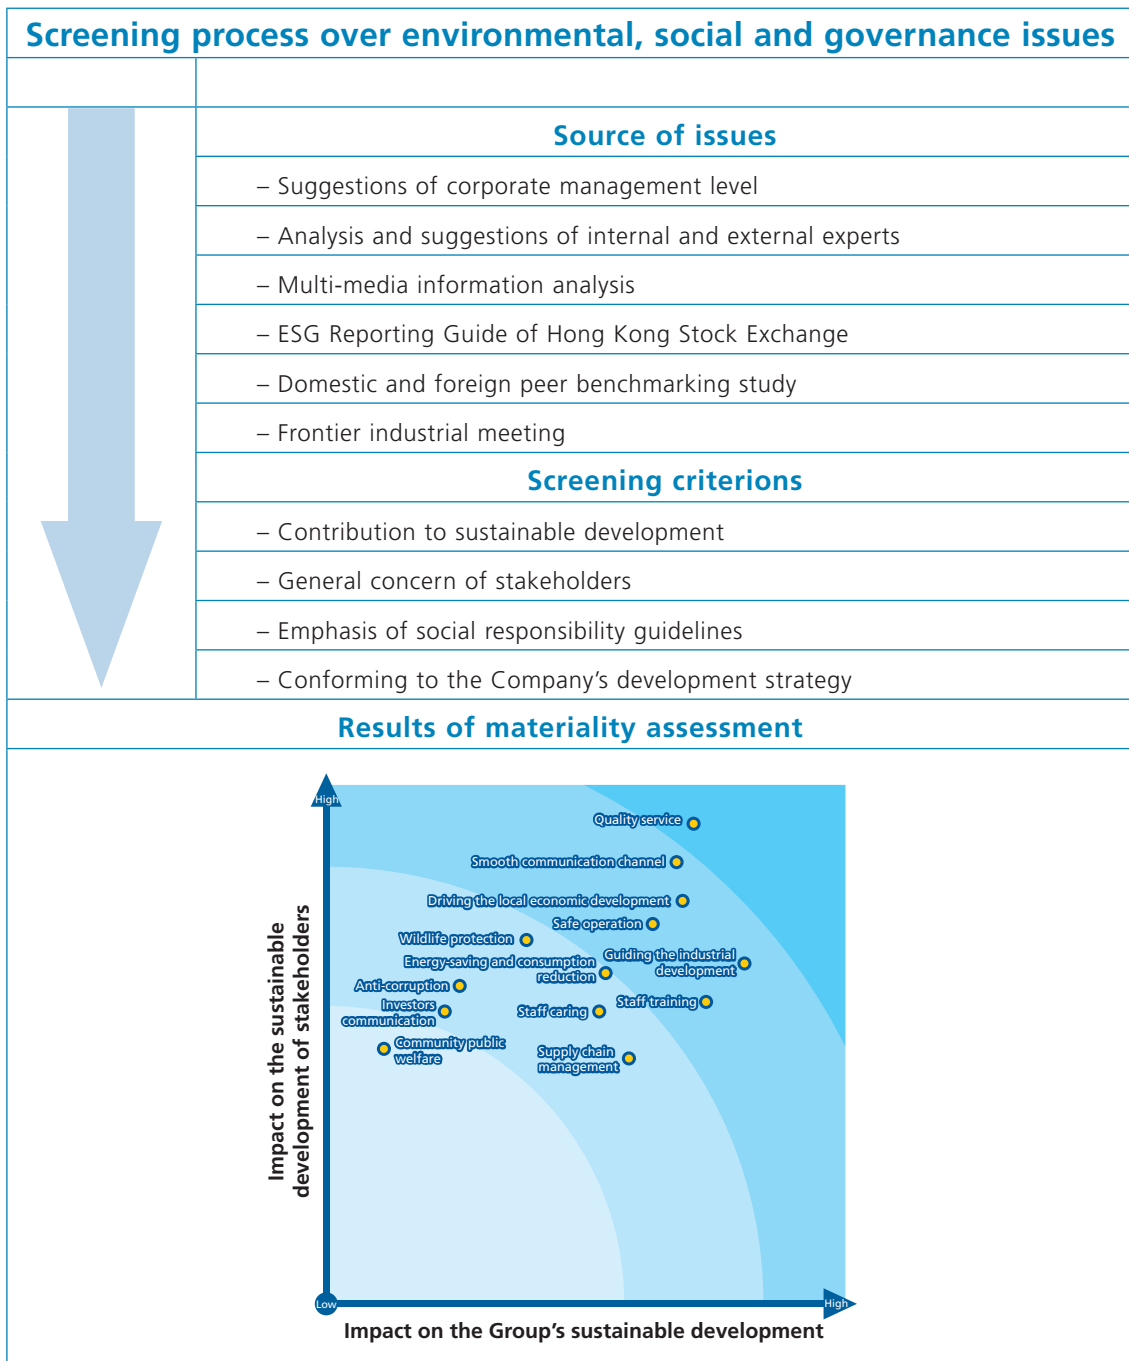 Screening process over environmental, social and governance issues
Source of issues
– Suggestions of corporate management level
– Analysis and suggestions of internal and external experts
– Multi-media information analysis
– ESG Reporting Guide of Hong Kong Stock Exchange
– Domestic and foreign peer benchmarking study
– Frontier industrial meeting
Screening criterions
– Contribution to sustainable development
– General concern of stakeholders
– Emphasis of social responsibility guidelines
– Conforming to the Company’s development strategy
Results of materiality assessment
High
Quality service
Smooth communication channel
Driving the local economic development
Safe operation
Wildlife protection
Guiding the industrial
development
Energy-saving and consumption
reduction
Anti-corruption
Staff training
Investors
communication
Staff caring
Community public
welfare
Supply chain
management
Impact on the sustainable
development of stakeholders
Low
High
Impact on the Group’s sustainable development